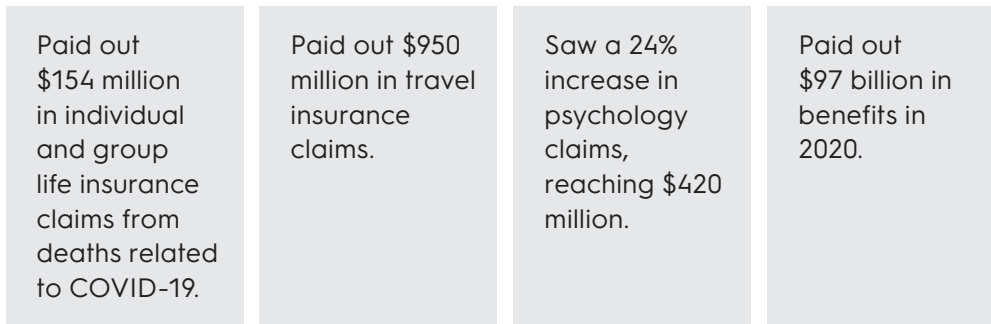 Paid out
$154 million
in individual
and group
life insurance
claims from
deaths related
to COVID-19.
Paid out $950
million in travel
insurance
claims.
Saw a 24%
increase in
psychology
claims,
reaching $420
million.
Paid out
$97 billion in
benefits in
2020.